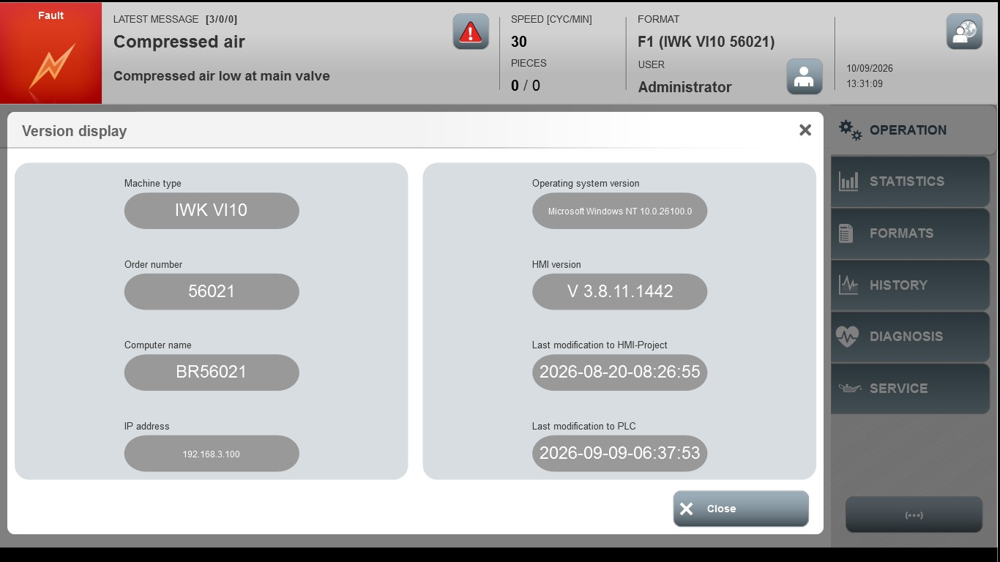 Fault
LATEST MESSAGE [3/0/0]
Compressed air
Compressed air low at main valve
SPEED [CYC/MIN]
30
PIECES
0 / 0
FORMAT
F1 (IWK VI10 56021)
USER
Administrator
10/09/2026
13:31:09
Version display
Machine type
IWK VI10
Order number
56021
Computer name
BR56021
IP address
192.168.3.100
Operating system version
Microsoft Windows NT 10.0.26100.0
HMI version
V 3.8.11.1442
Last modification to HMI-Project
2026-08-20-08:26:55
Last modification to PLC
2026-09-09-06:37:53
Close
OPERATION
STATISTICS
FORMATS
HISTORY
DIAGNOSIS
SERVICE
(•••)